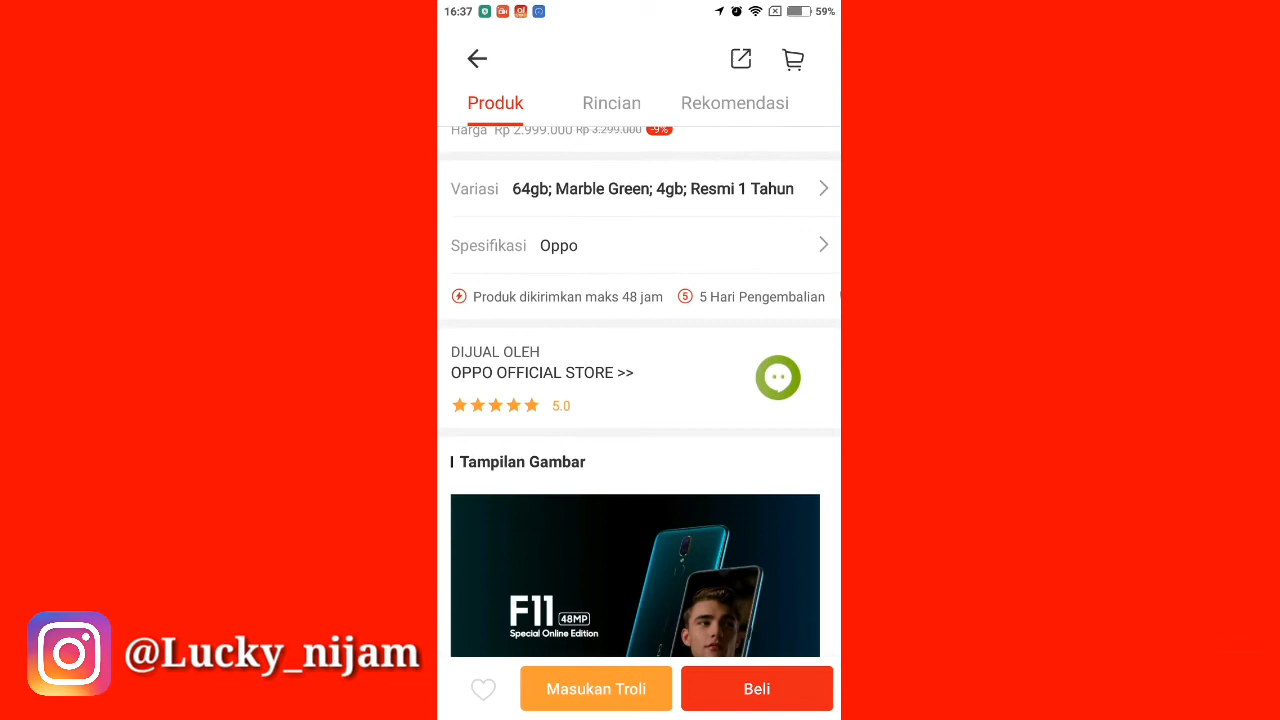 16:37
59%
Produk Rincian Rekomendasi
Harga Rp 2.999.000 Rp 3.299.000 -9%
Variasi 64gb; Marble Green; 4gb; Resmi 1 Tahun
Spesifikasi Oppo
Produk dikirimkan maks 48 jam 5 5 Hari Pengembalian
DIJUAL OLEH
OPPO OFFICIAL STORE >>
5.0
Tampilan Gambar
F11 48MP
Special Online Edition
@Lucky_nijam
Masukan Troli Beli